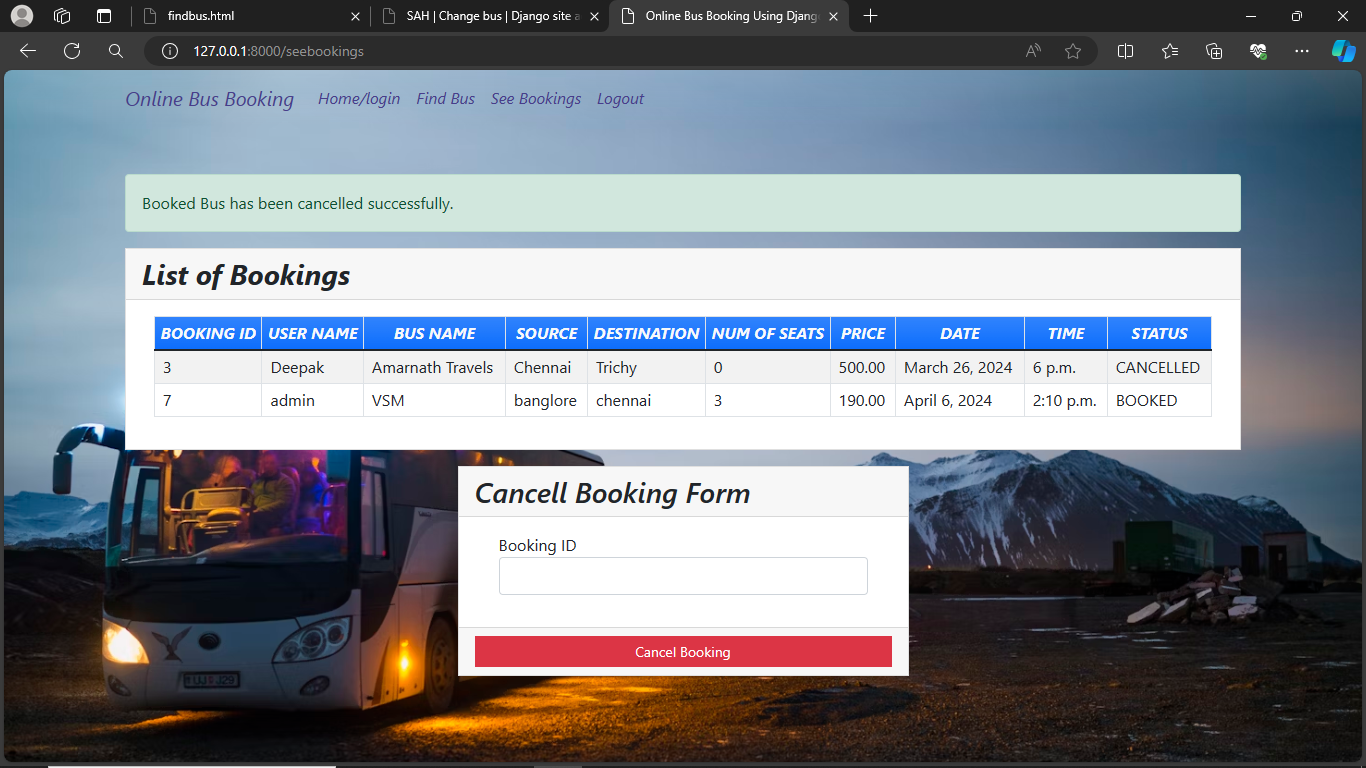 findbus.html
SAH | Change bus | Django site a
Online Bus Booking Using Djang
127.0.0.1:8000/seebookings
Online Bus Booking Home/login Find Bus See Bookings Logout
Booked Bus has been cancelled successfully.
List of Bookings
BOOKING ID USER NAME BUS NAME SOURCE DESTINATION NUM OF SEATS PRICE DATE TIME STATUS
3 Deepak Amarnath Travels Chennai Trichy 0 500.00 March 26, 2024 6 p.m. CANCELLED
7 admin VSM banglore chennai 3 190.00 April 6, 2024 2:10 p.m. BOOKED
Cancell Booking Form
Booking ID
Cancel Booking